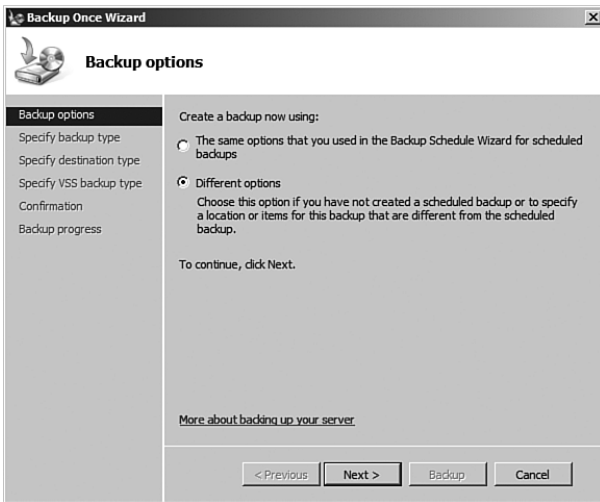 Backup Once Wizard
Backup options
Backup options
Specify backup type
Specify destination type
Specify VSS backup type
Confirmation
Backup progress
Create a backup now using:
The same options that you used in the Backup Schedule Wizard for scheduled
backups
Different options
Choose this option if you have not created a scheduled backup or to specify
a location or items for this backup that are different from the scheduled
backup.
To continue, click Next.
More about backing up your server
< Previous
Next >
Backup
Cancel